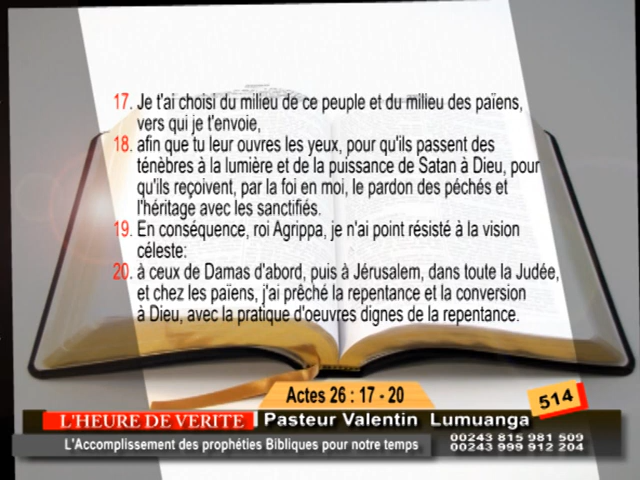 17. Je t'ai choisi du milieu de ce peuple et du milieu des païens,
vers qui je t'envoie,
18. afin que tu leur ouvres les yeux, pour qu'ils passent des
ténèbres à la lumière et de la puissance de Satan à Dieu, pour
qu'ils reçoivent, par la foi en moi, le pardon des péchés et
l'héritage avec les sanctifiés.
19. En conséquence, roi Agrippa, je n'ai point résisté à la vision
céleste:
20. à ceux de Damas d'abord, puis à Jérusalem, dans toute la Judée,
et chez les païens, j'ai prêché la repentance et la conversion
à Dieu, avec la pratique d'oeuvres dignes de la repentance.
Actes 26 : 17 - 20
514
L'HEURE DE VERITE Pasteur Valentin Lumuanga
L'Accomplissement des prophéties Bibliques pour notre temps
00243 815 981 509
00243 999 912 204